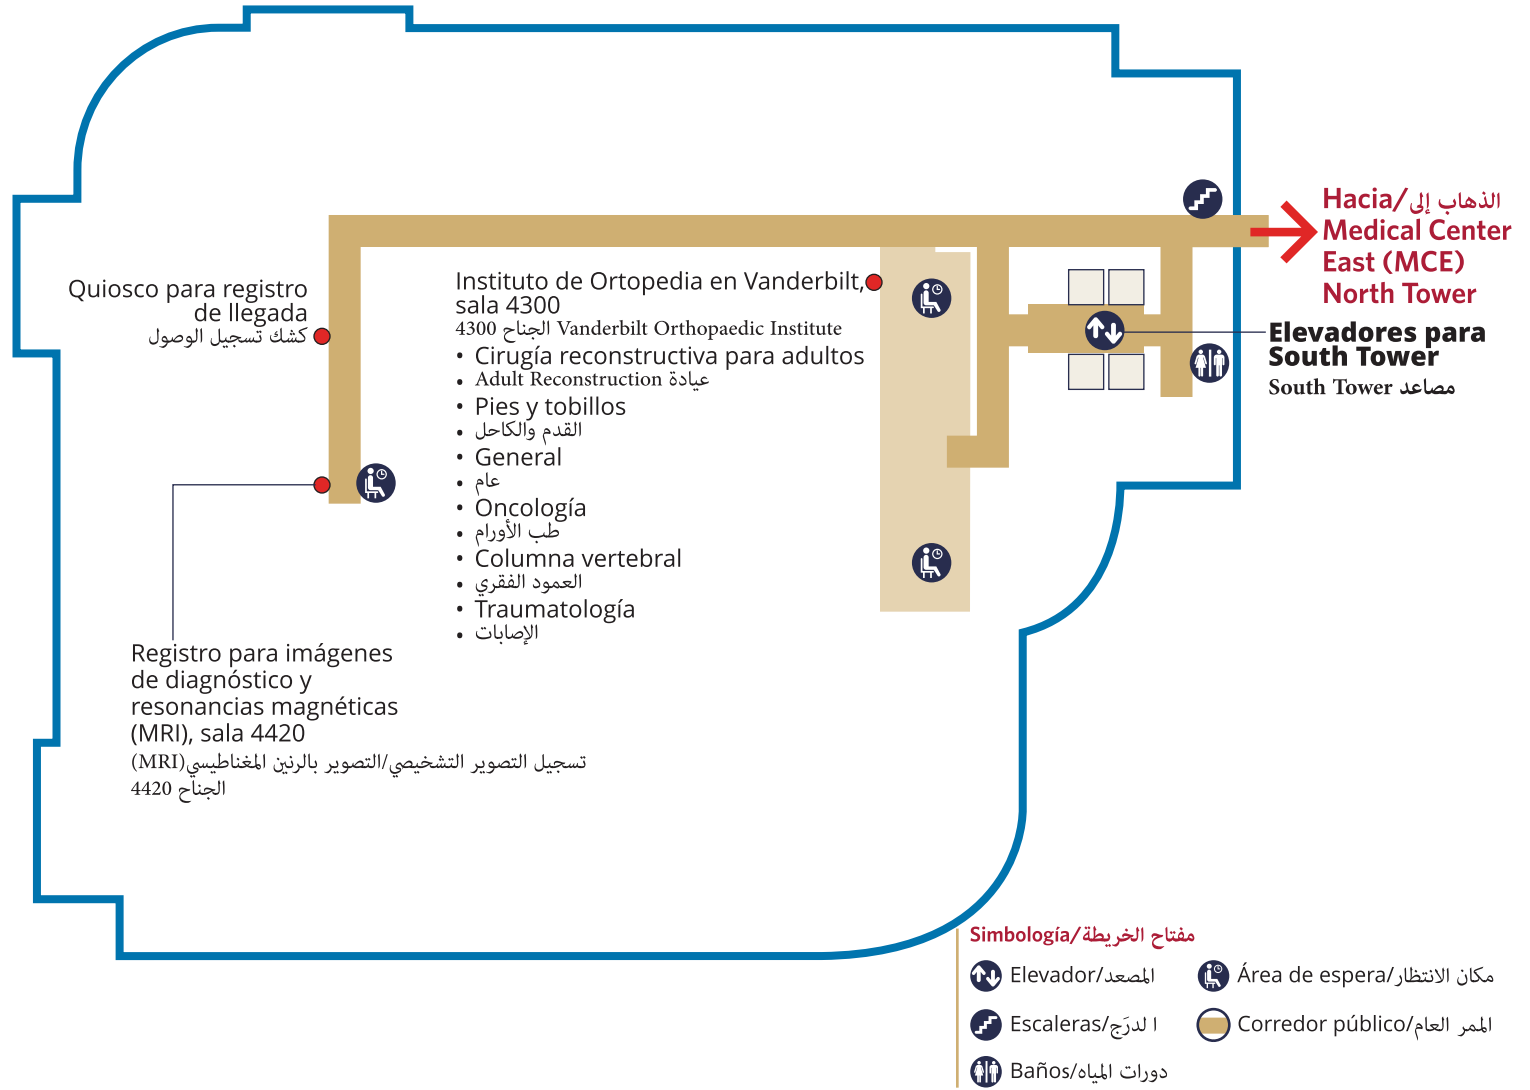 Hacia/الذهاب إلى
Medical Center
East (MCE)
North Tower
Elevadores para
South Tower
مصاعد South Tower
Quiosco para registro
de llegada
كشك تسجيل الوصول
Instituto de Ortopedia en Vanderbilt,
sala 4300
Vanderbilt Orthopaedic Institute الجناح 4300
• Cirugía reconstructiva para adultos
• عيادة Adult Reconstruction
• Pies y tobillos
• القدم والكاحل
• General
• عام
• Oncología
• طب الأورام
• Columna vertebral
• العمود الفقري
• Traumatología
• الإصابات
Registro para imágenes
de diagnóstico y
resonancias magnéticas
(MRI), sala 4420
تسجيل التصوير التشخيصي/التصوير بالرنين المغناطيسي(MRI)
الجناح 4420
Simbología/مفتاح الخريطة
Elevador/المصعد
Escaleras/ا لدرَج
Baños/دورات المياه
Área de espera/مكان الانتظار
Corredor público/الممر العام